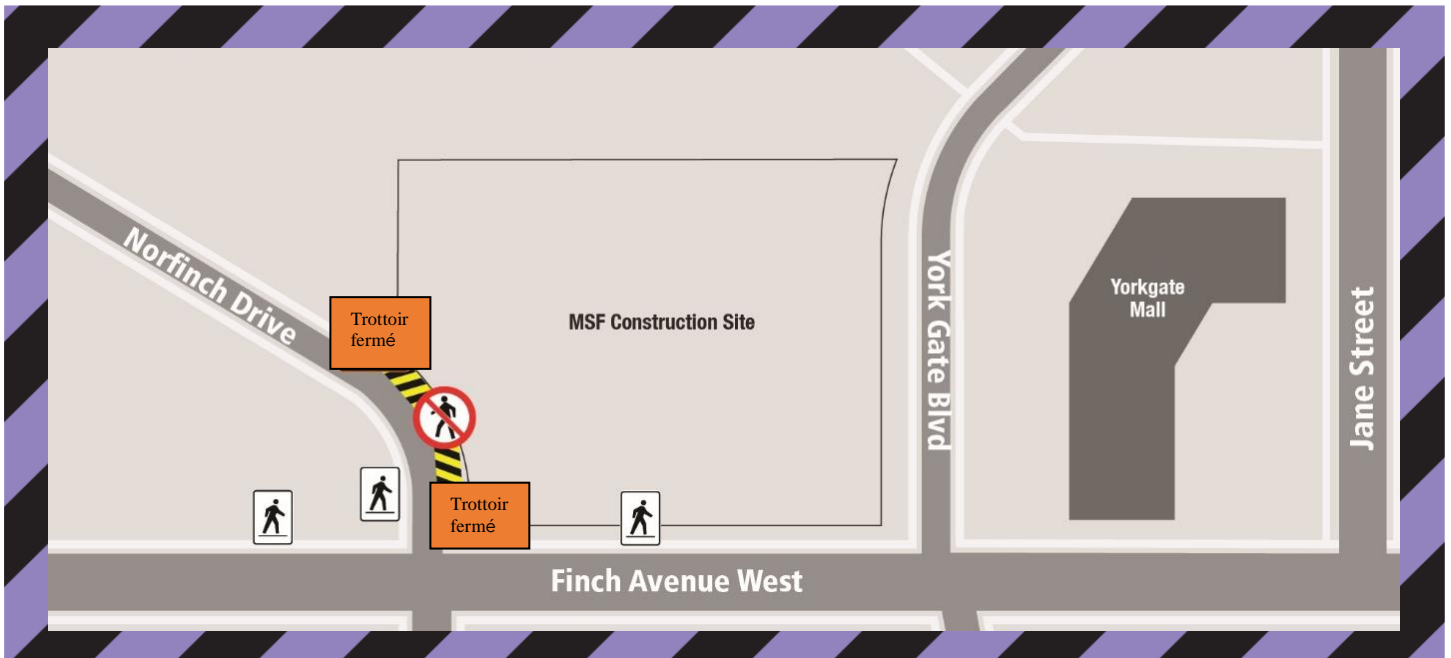 Norfinch Drive
Trottoir
fermé
MSF Construction Site
York Gate Blvd
Yorkgate
Mall
Jane Street
Trottoir
fermé
Finch Avenue West